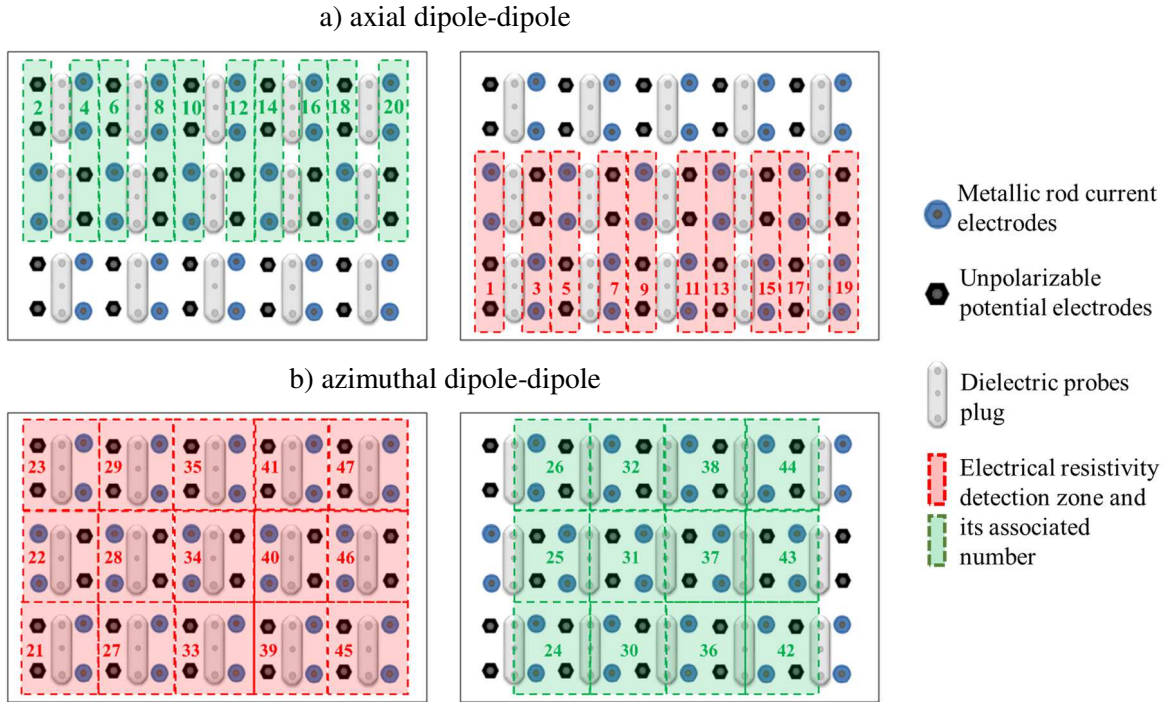 a) axial dipole-dipole
2 4 6 8 10 12 14 16 18 20
1 3 5 7 9 11 13 15 17 19
b) azimuthal dipole-dipole
23 29 35 41 47
22 28 34 40 46
21 27 33 39 45
26 32 38 44
25 31 37 43
24 30 36 42
Metallic rod current
electrodes
Unpolarizable
potential electrodes
Dielectric probes
plug
Electrical resistivity
detection zone and
its associated
number